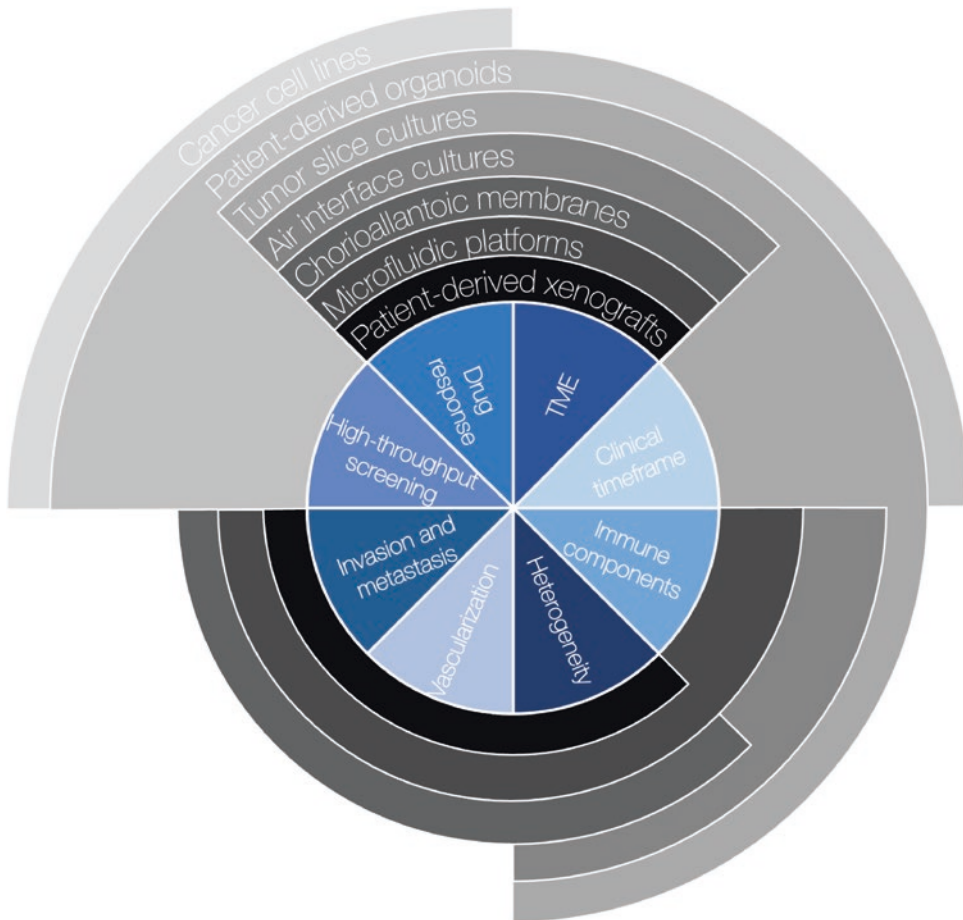 Cancer cell lines
Patient-derived organoids
Tumor slice cultures
Air interface cultures
Chorioallantoic membranes
Microfluidic platforms
Patient-derived xenografts
Drug
response
TME
High-throughput
screening
Clinical
timeframe
Invasion and
metastasis
Immune
components
Vascularization
Heterogeneity